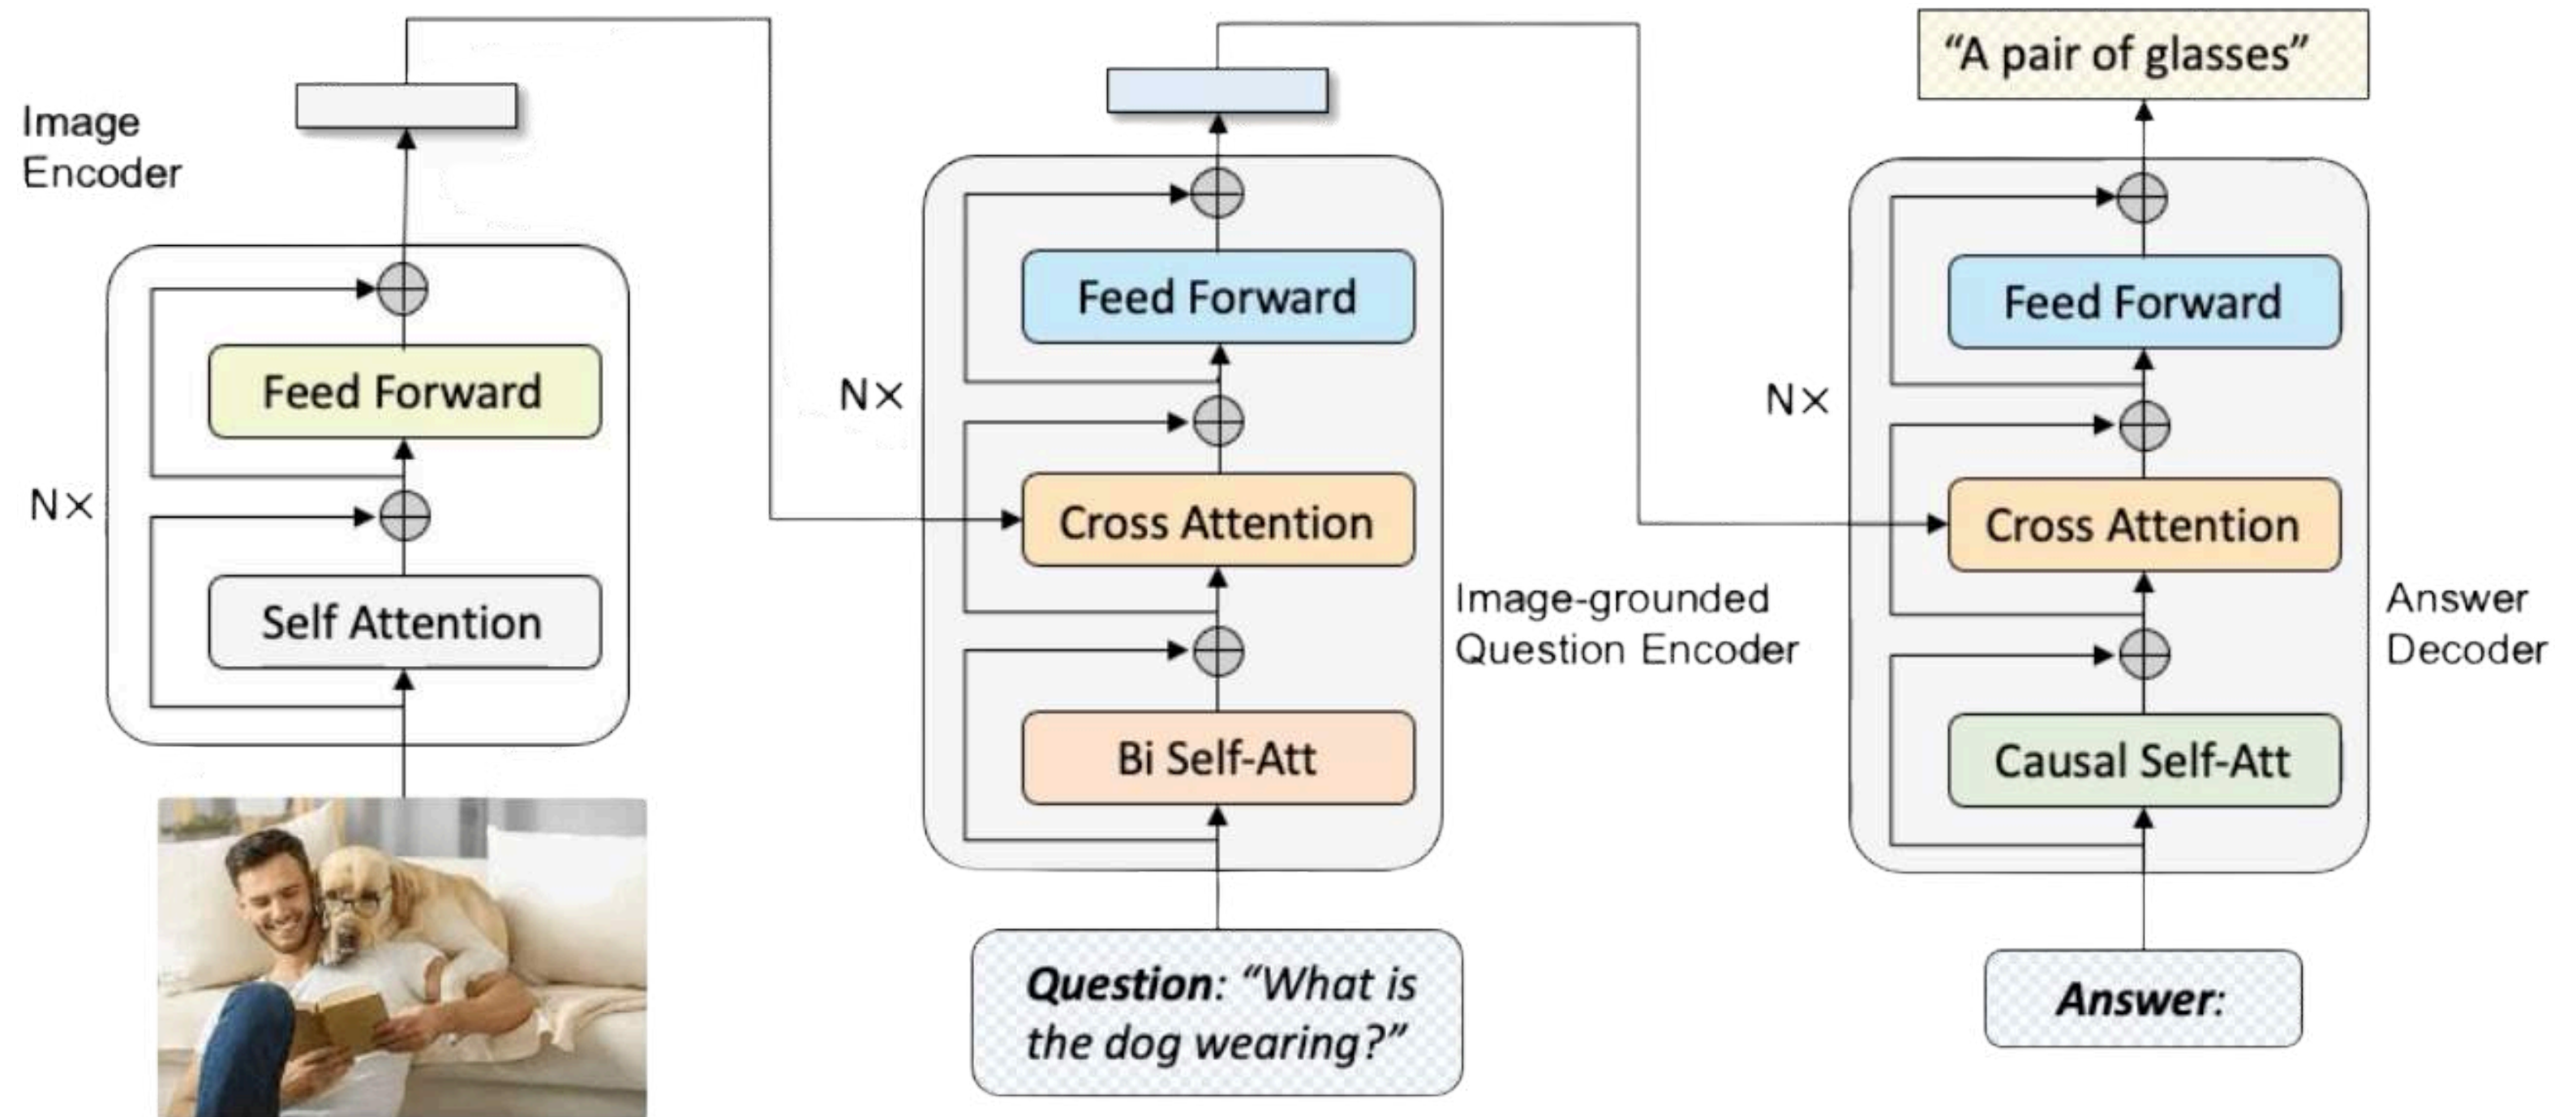 Image
Encoder
N×
Feed Forward
Self Attention
N×
Feed Forward
Cross Attention
Bi Self-Att
Image-grounded
Question Encoder
Question: “What is
the dog wearing?”
“A pair of glasses”
N×
Feed Forward
Cross Attention
Causal Self-Att
Answer
Decoder
Answer: